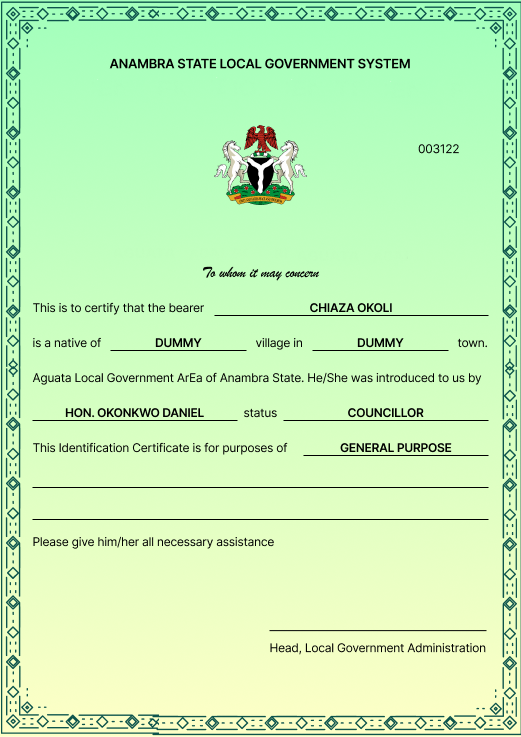 ANAMBRA STATE LOCAL GOVERNMENT SYSTEM
003122
To whom it may concern
This is to certify that the bearer CHIAZA OKOLI
is a native of DUMMY village in DUMMY town.
Aguata Local Government ArEa of Anambra State. He/She was introduced to us by
HON. OKONKWO DANIEL status COUNCILLOR
This Identification Certificate is for purposes of GENERAL PURPOSE
Please give him/her all necessary assistance
Head, Local Government Administration